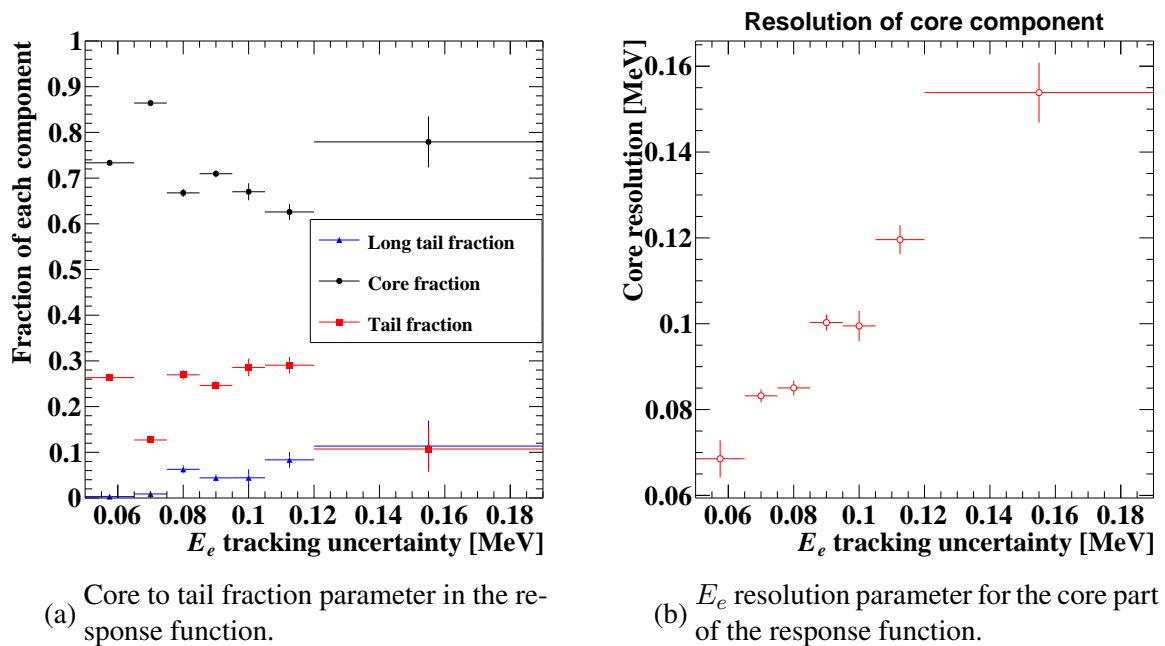 Fraction of each component
1
0.9
0.8
0.7
0.6
0.5
0.4
0.3
0.2
0.1
0
Long tail fraction
Core fraction
Tail fraction
0.06 0.08 0.1 0.12 0.14 0.16 0.18
E_e tracking uncertainty [MeV]
(a) Core to tail fraction parameter in the re-
sponse function.
Resolution of core component
Core resolution [MeV]
0.16
0.14
0.12
0.1
0.08
0.06
0.06 0.08 0.1 0.12 0.14 0.16 0.18
E_e tracking uncertainty [MeV]
(b) E_e resolution parameter for the core part
of the response function.